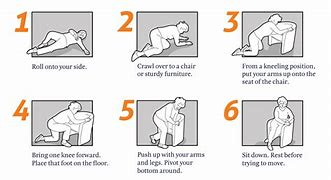 1
Roll onto your side.
2
Crawl over to a chair
or sturdy furniture.
3
From a kneeling position,
put your arms up onto the
seat of the chair.
4
Bring one knee forward.
Place that foot on the floor.
5
Push up with your arms
and legs. Pivot your
bottom around.
6
Sit down. Rest before
trying to move.